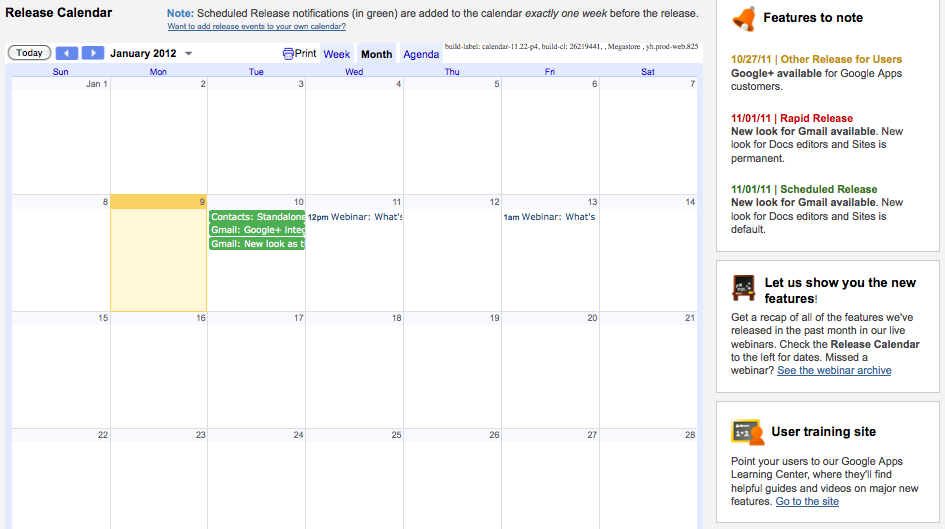 Release Calendar
Note: Scheduled Release notifications (in green) are added to the calendar exactly one week before the release.
Want to add release events to your own calendar?
Today
January 2012
Print
Week
Month
Agenda
build-label: calendar-11.22-p4, build-cl: 26219441, , Megastore , yh.prod-web.825
Sun Mon Tue Wed Thu Fri Sat
Jan 1 2 3 4 5 6 7
8 9 10 11 12 13 14
Contacts: Standalone
Gmail: Google+ integ
Gmail: New look as t
12pm Webinar: What's
1am Webinar: What's
15 16 17 18 19 20 21
22 23 24 25 26 27 28
Features to note
10/27/11 | Other Release for Users
Google+ available for Google Apps
customers.
11/01/11 | Rapid Release
New look for Gmail available. New
look for Docs editors and Sites is
permanent.
11/01/11 | Scheduled Release
New look for Gmail available. New
look for Docs editors and Sites is
default.
Let us show you the new
features!
Get a recap of all of the features we've
released in the past month in our live
webinars. Check the Release Calendar
to the left for dates. Missed a
webinar? See the webinar archive
User training site
Point your users to our Google Apps
Learning Center, where they'll find
helpful guides and videos on major new
features. Go to the site